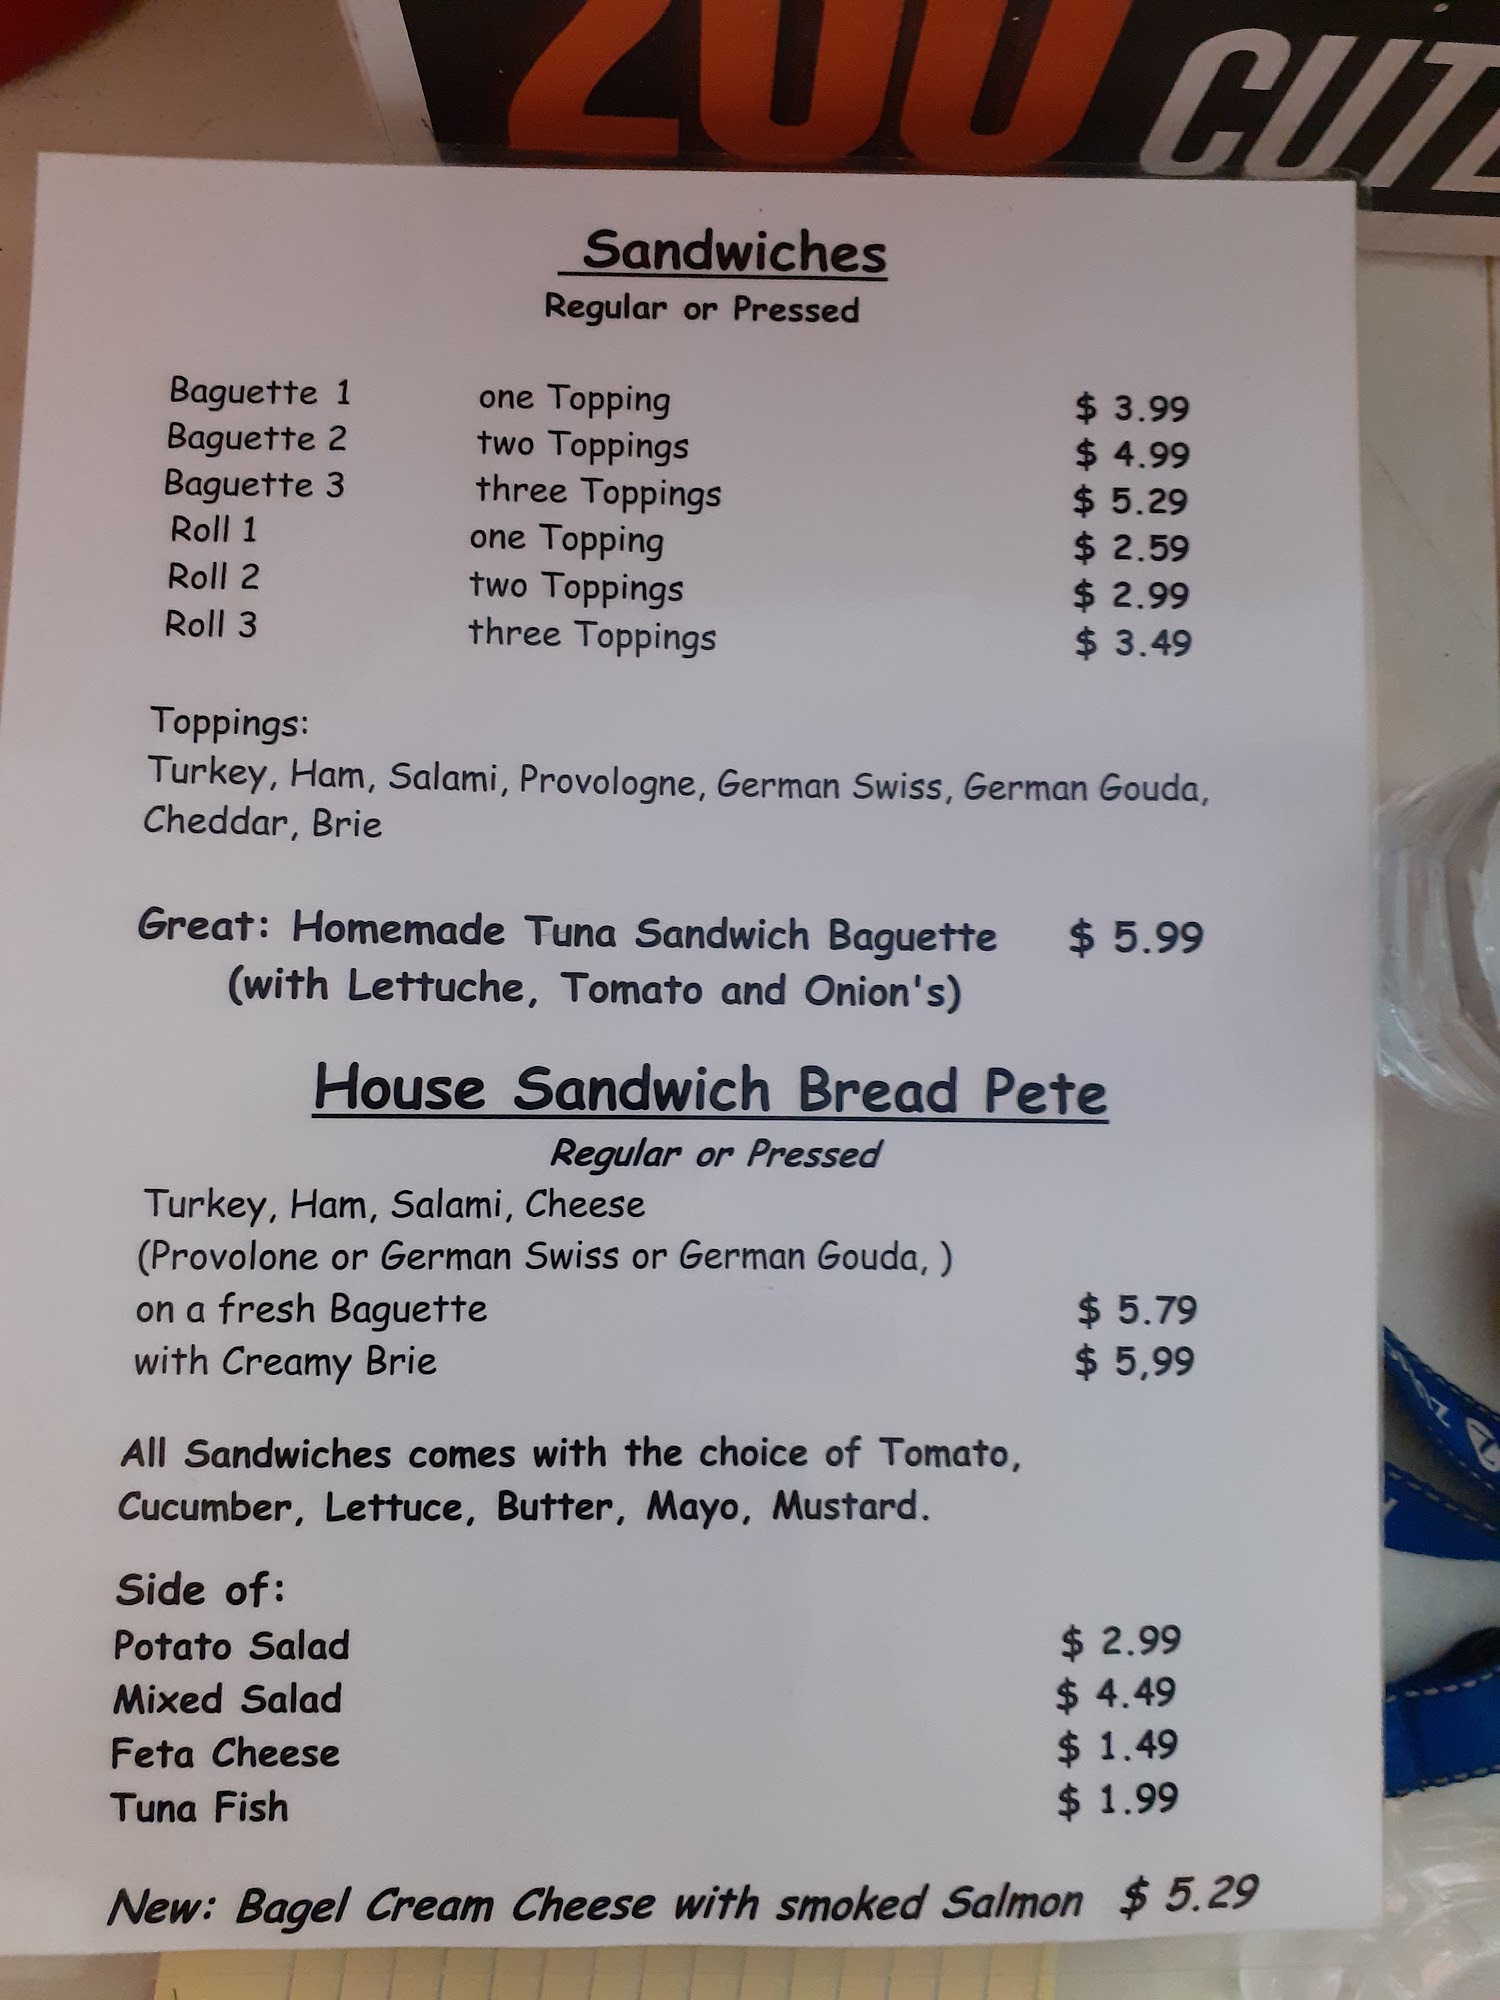 200 CUTZ
Sandwiches
Regular or Pressed
Baguette 1 one Topping $ 3.99
Baguette 2 two Toppings $ 4.99
Baguette 3 three Toppings $ 5.29
Roll 1 one Topping $ 2.59
Roll 2 two Toppings $ 2.99
Roll 3 three Toppings $ 3.49
Toppings:
Turkey, Ham, Salami, Provologne, German Swiss, German Gouda,
Cheddar, Brie
Great: Homemade Tuna Sandwich Baguette $ 5.99
(with Lettuche, Tomato and Onion's)
House Sandwich Bread Pete
Regular or Pressed
Turkey, Ham, Salami, Cheese
(Provolone or German Swiss or German Gouda, )
on a fresh Baguette $ 5.79
with Creamy Brie $ 5,99
All Sandwiches comes with the choice of Tomato,
Cucumber, Lettuce, Butter, Mayo, Mustard.
Side of:
Potato Salad $ 2.99
Mixed Salad $ 4.49
Feta Cheese $ 1.49
Tuna Fish $ 1.99
New: Bagel Cream Cheese with smoked Salmon $ 5.29